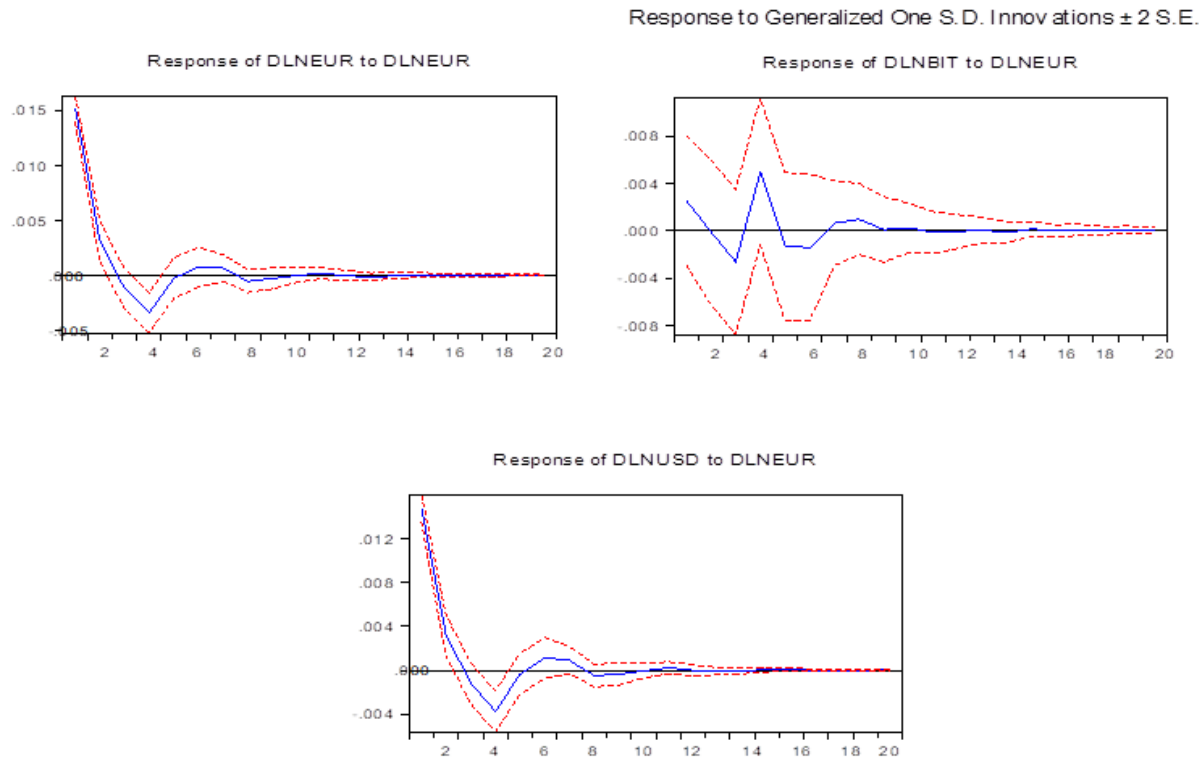 Response to Generalized One S.D. Innovations ± 2 S.E.
Response of DLNEUR to DLNEUR
.015
.010
.005
.000
-.005
2 4 6 8 10 12 14 16 18 20
Response of DLNBIT to DLNEUR
.008
.004
.000
-.004
-.008
2 4 6 8 10 12 14 16 18 20
Response of DLNUSD to DLNEUR
.012
.008
.004
.000
-.004
2 4 6 8 10 12 14 16 18 20